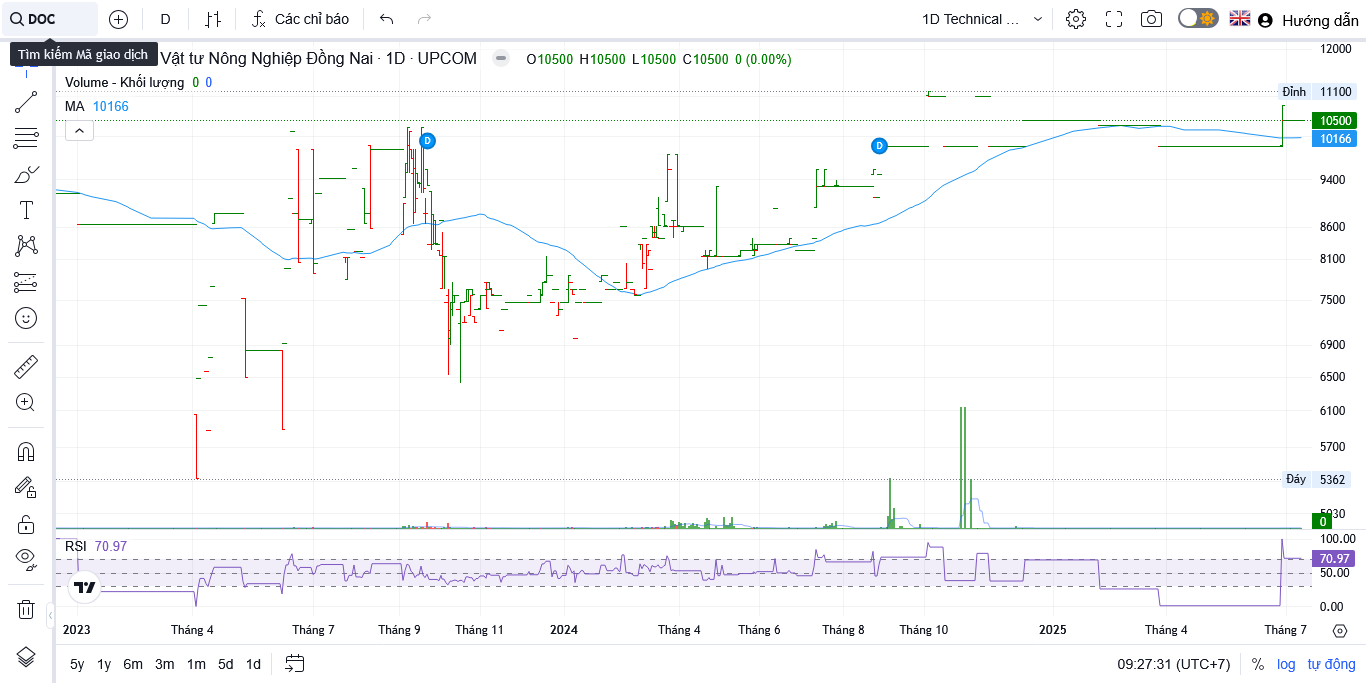 DOC
D
Các chỉ báo
1D Technical ...
Hướng dẫn
Tìm kiếm Mã giao dịch
Vật tư Nông Nghiệp Đồng Nai · 1D · UPCOM
O10500 H10500 L10500 C10500 0 (0.00%)
Volume - Khối lượng 0 0
MA 10166
D
D
12000
Đỉnh 11100
10500
10166
9400
8600
8100
7500
6900
6500
6100
5700
Đáy 5362
0
RSI 70.97
100.00
70.97
50.00
0.00
2023 Tháng 4 Tháng 7 Tháng 9 Tháng 11 2024 Tháng 4 Tháng 6 Tháng 8 Tháng 10 2025 Tháng 4 Tháng 7
5y 1y 6m 3m 1m 5d 1d
09:27:31 (UTC+7) % log tự động